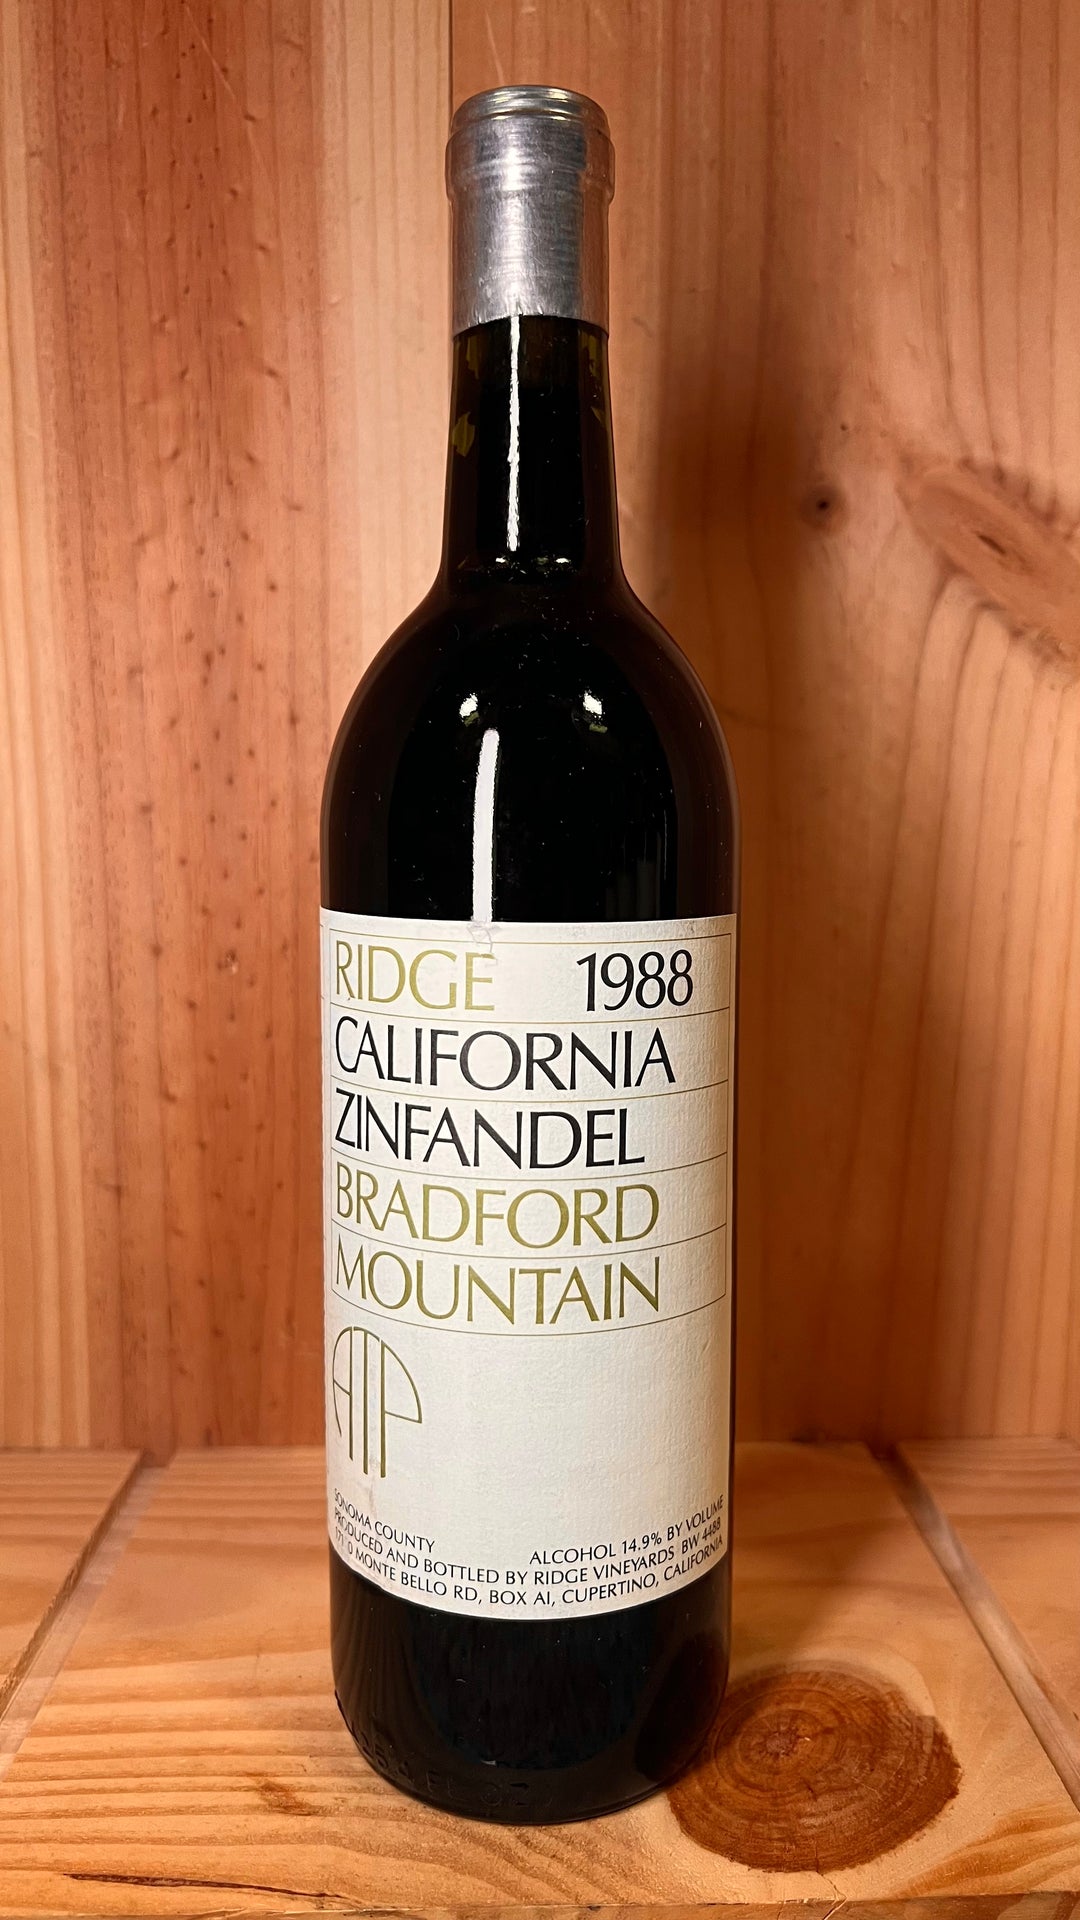 RIDGE 1988
CALIFORNIA
ZINFANDEL
BRADFORD
MOUNTAIN
ATP
SONOMA COUNTY ALCOHOL 14.9% BY VOLUME
PRODUCED AND BOTTLED BY RIDGE VINEYARDS BW 4488
MONTE BELLO RD, BOX AI, CUPERTINO, CALIFORNIA